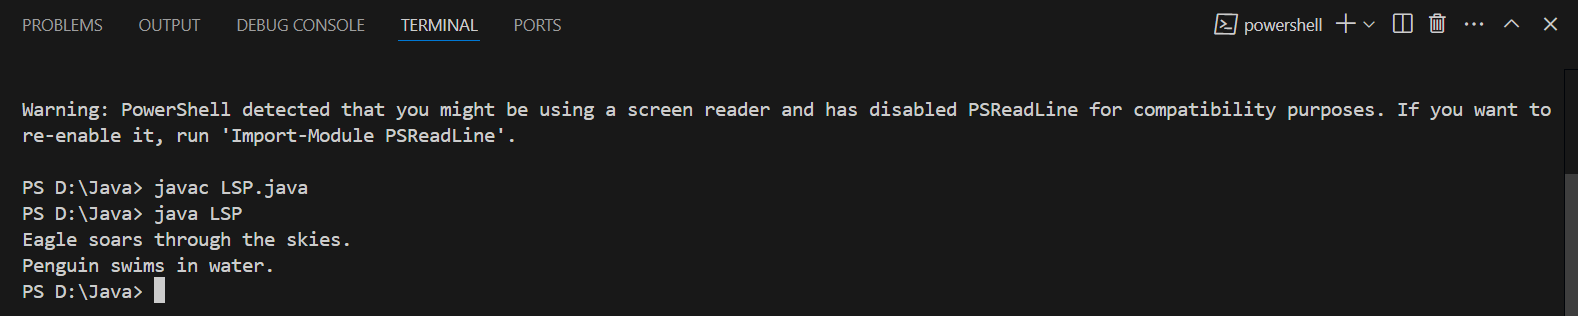 PROBLEMS OUTPUT DEBUG CONSOLE TERMINAL PORTS powershell
Warning: PowerShell detected that you might be using a screen reader and has disabled PSReadLine for compatibility purposes. If you want to
re-enable it, run 'Import-Module PSReadLine'.
PS D:\Java> javac LSP.java
PS D:\Java> java LSP
Eagle soars through the skies.
Penguin swims in water.
PS D:\Java>